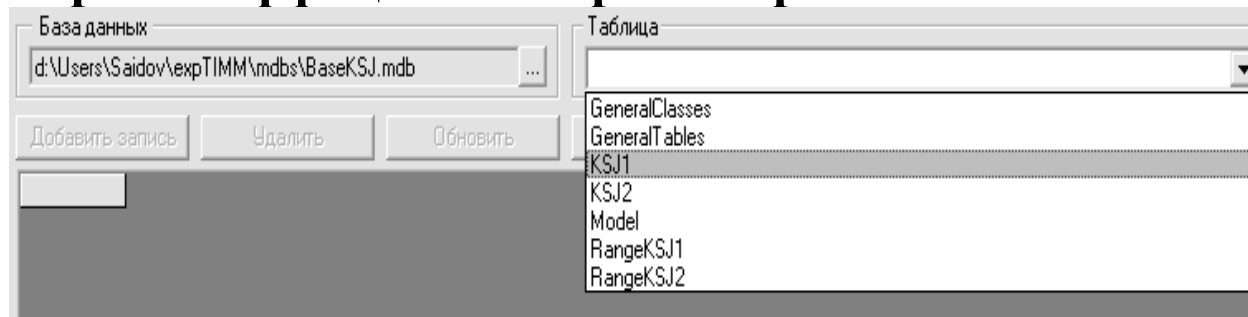 База данных
Таблица
d:\Users\Saidov\expTIMM\mdbs\BaseKSJ.mdb
...
GeneralClasses
GeneralTables
KSJ1
KSJ2
Model
RangeKSJ1
RangeKSJ2
Добавить запись
Удалить
Обновить